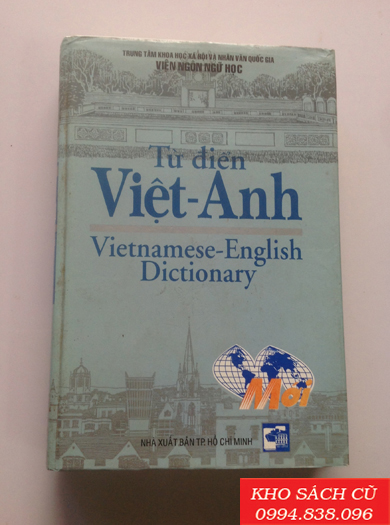 TRUNG TÂM KHOA HỌC XÃ HỘI VÀ NHÂN VĂN QUỐC GIA
VIỆN NGÔN NGỮ HỌC
Từ điển
Việt-Anh
Vietnamese-English
Dictionary
Mới
NHÀ XUẤT BẢN TP. HỒ CHÍ MINH
KHO SÁCH CŨ
0994.838.096